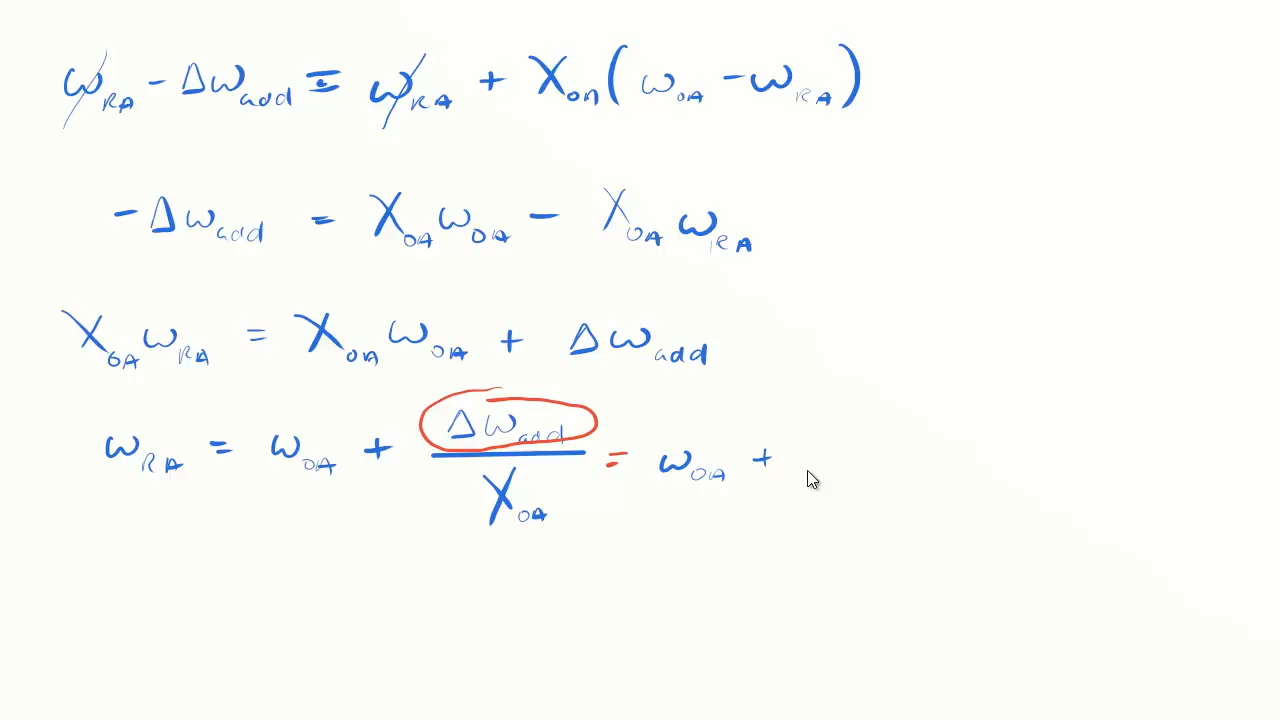 ω_RA - Δω_add = ω_RA + X_OA (ω_OA - ω_RA)
-Δω_add = X_OA ω_OA - X_OA ω_RA
X_OA ω_RA = X_OA ω_OA + Δω_add
ω_RA = ω_OA + Δω_add / X_OA = ω_OA +